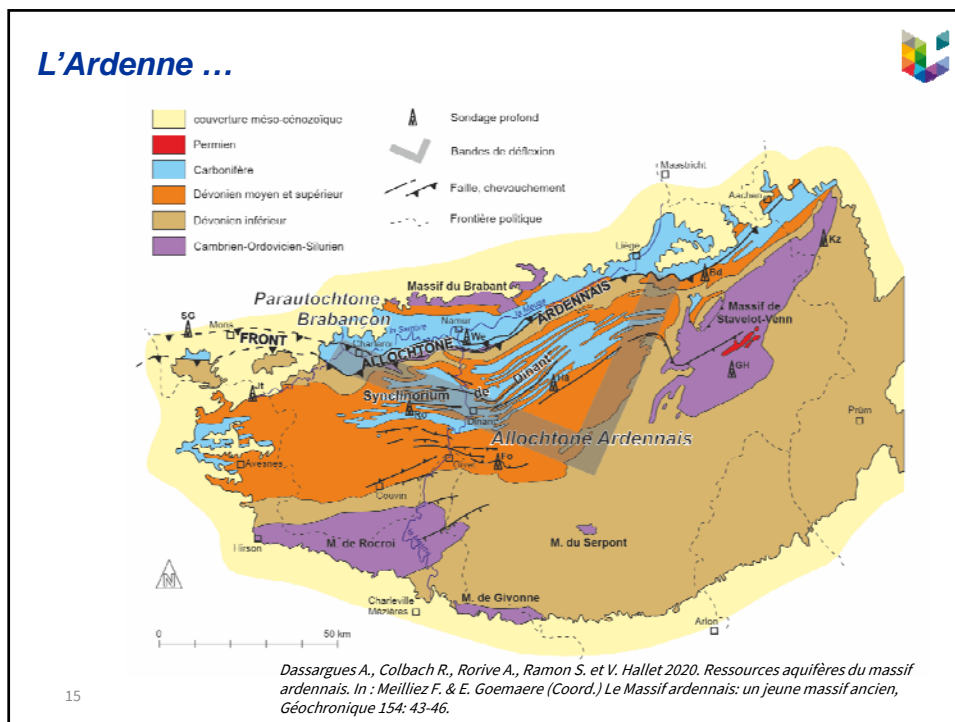 L'Ardenne …
couverture méso-cénozoïque
Permien
Carbonifère
Dévonien moyen et supérieur
Dévonien inférieur
Cambrien-Ordovicien-Silurien
Sondage profond
Bandes de déflexion
Faille, chevauchement
Frontière politique
Maastricht
Aachen
Liège
Kz
Bd
Massif du Brabant
la Meuse
ARDENNAIS
Massif de
Stavelot-Venn
Parautochtone
Brabançon
SG
Mons
FRONT
la Sambre
Namur
We
Charleroi
ALLOCHTONE
GH
Jt
Synclinorium de Dinant
Ha
Ro
Dinant
Prüm
Allochtone Ardennais
Avesnes
Givet
Fo
Couvin
Hirson
M. de Rocroi
M. du Serpont
N
Charleville
Mézières
M. de Givonne
Arlon
0 50 km
Dassargues A., Colbach R., Rorive A., Ramon S. et V. Hallet 2020. Ressources aquifères du massif
ardennais. In : Meilliez F. & E. Goemaere (Coord.) Le Massif ardennais: un jeune massif ancien,
Géochronique 154: 43-46.
15